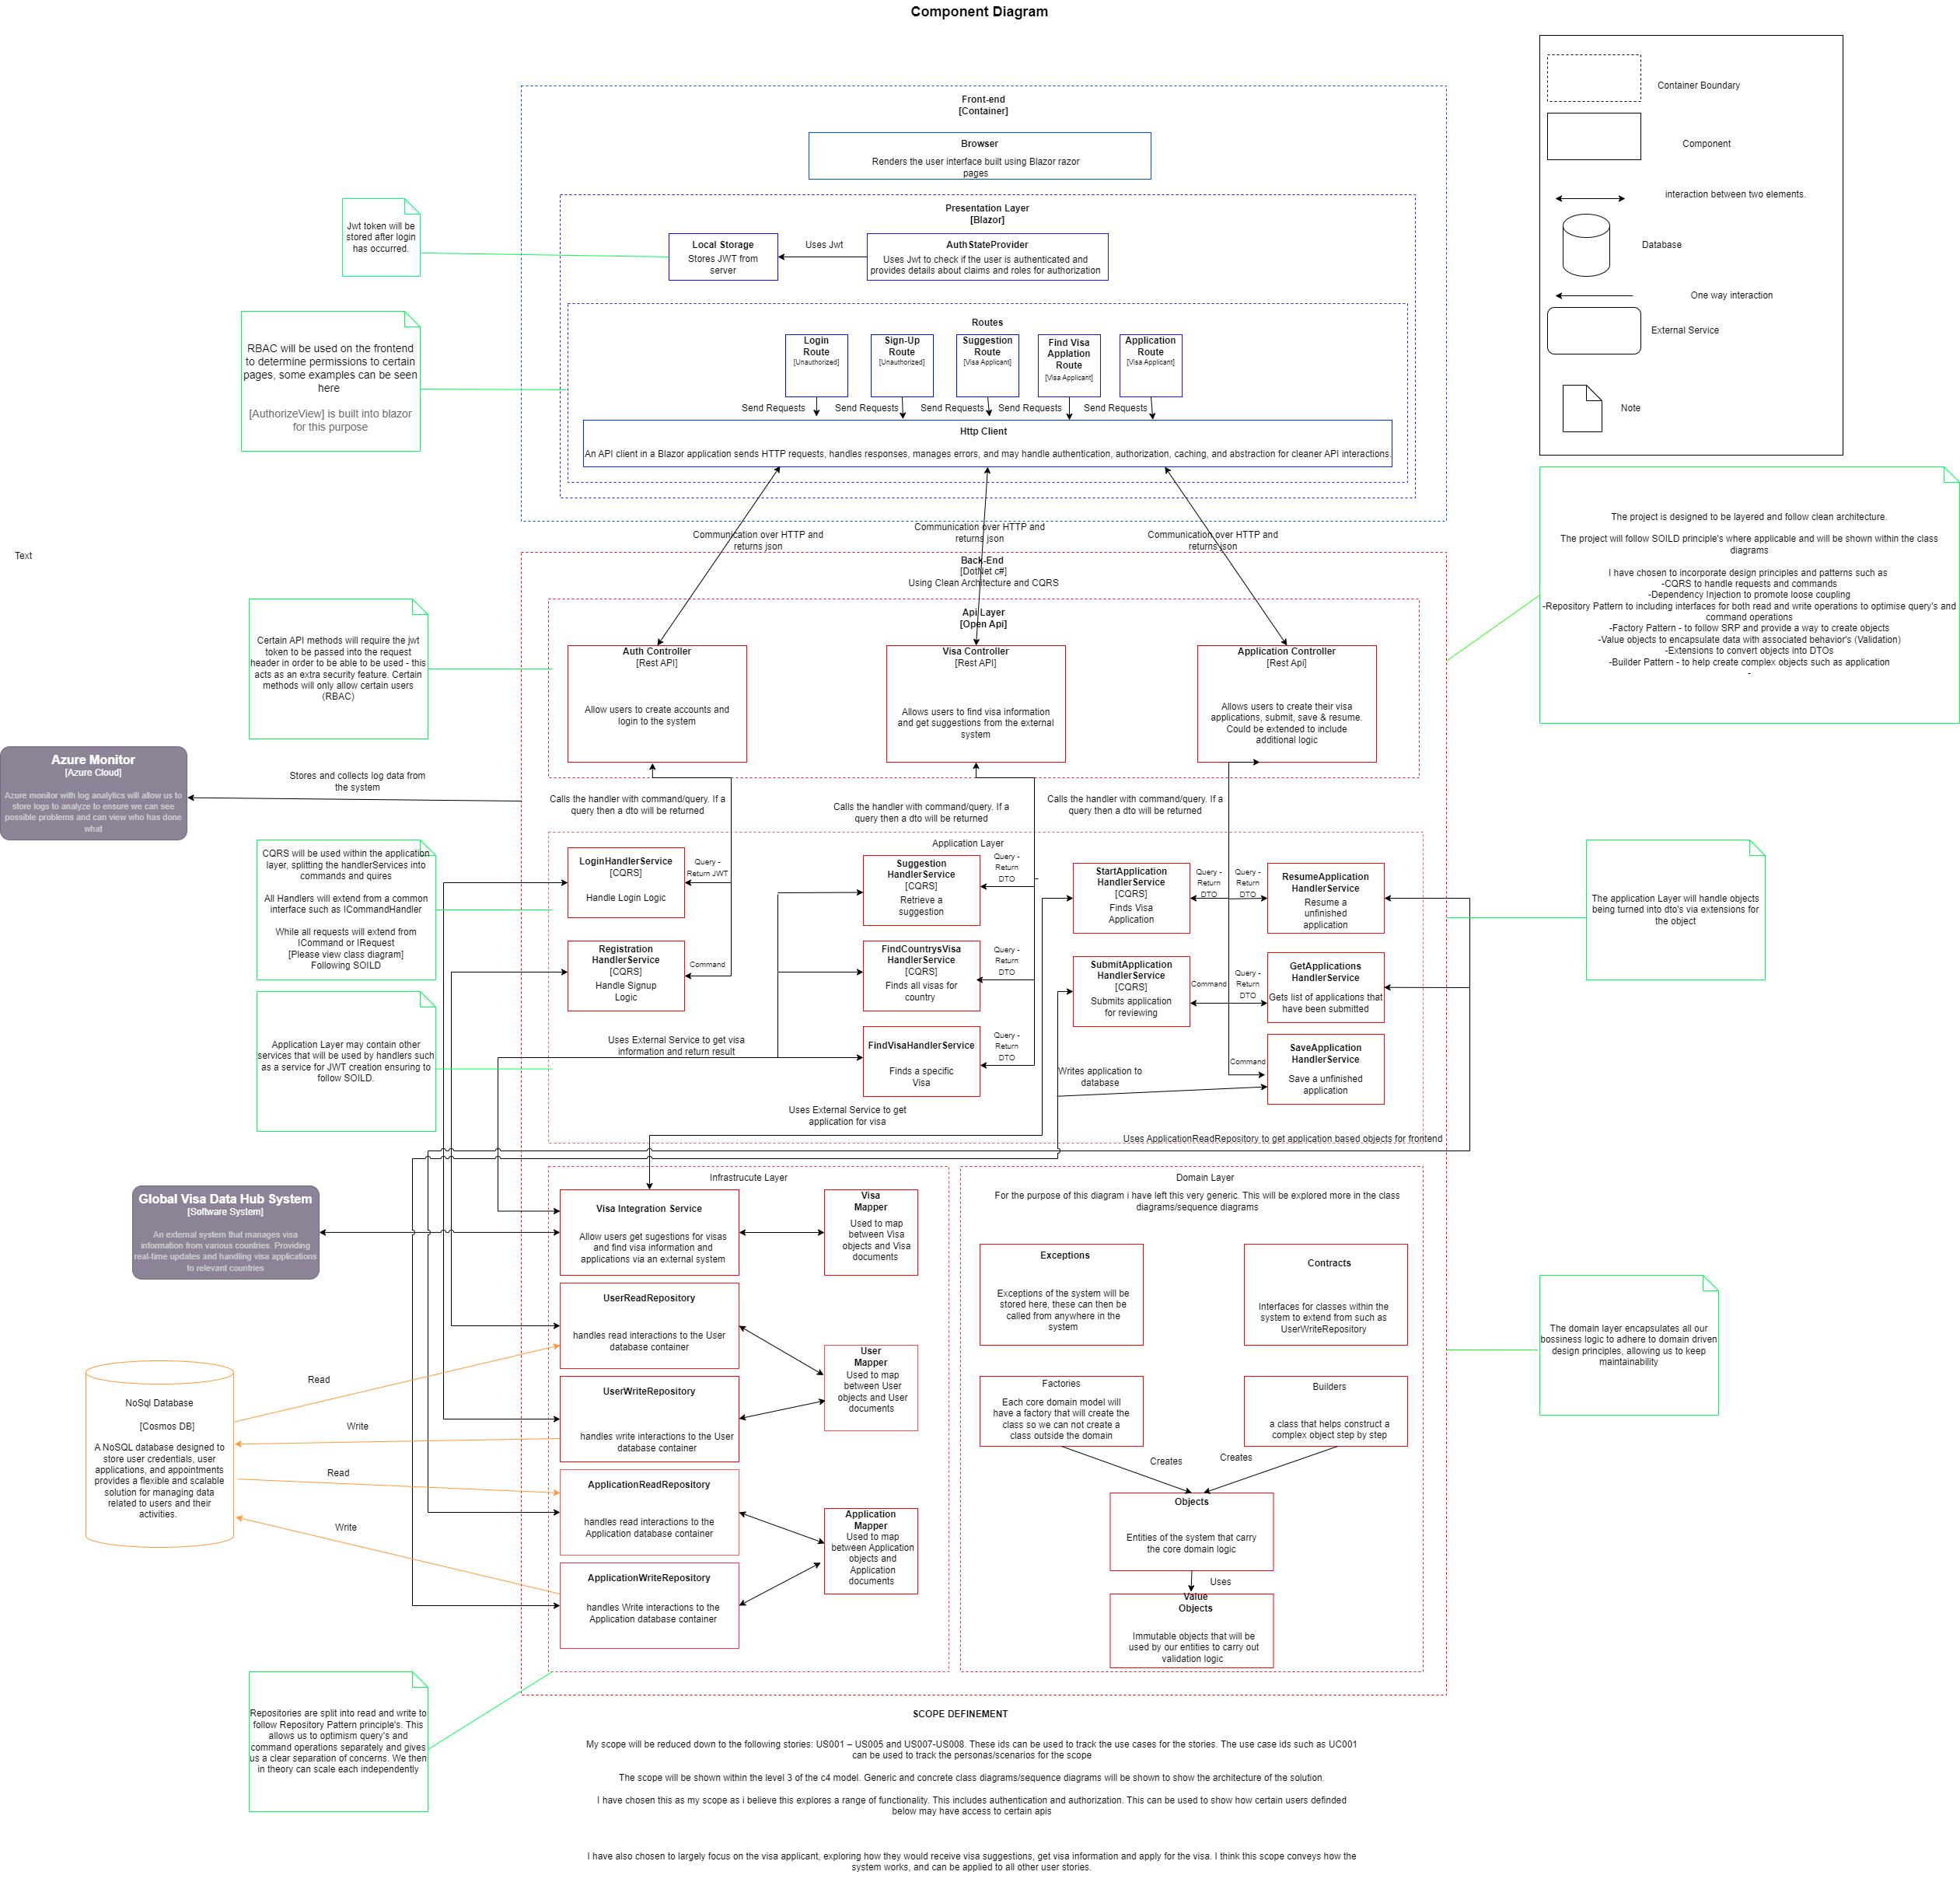 Component Diagram
Container Boundary
Component
interaction between two elements.
Database
One way interaction
External Service
Note
Front-end
[Container]
Browser
Renders the user interface built using Blazor razor
pages
Presentation Layer
[Blazor]
Local Storage
Stores JWT from
server
Uses Jwt
AuthStateProvider
Uses Jwt to check if the user is authenticated and
provides details about claims and roles for authorization
Jwt token will be
stored after login
has occurred.
Routes
Login
Route
[Unauthorized]
Sign-Up
Route
[Unauthorized]
Suggestion
Route
[Visa Applicant]
Find Visa
Applation
Route
[Visa Applicant]
Application
Route
[Visa Applicant]
Send Requests
Send Requests
Send Requests
Send Requests
Send Requests
Http Client
An API client in a Blazor application sends HTTP requests, handles responses, manages errors, and may handle authentication, authorization, caching, and abstraction for cleaner API interactions.
RBAC will be used on the frontend
to determine permissions to certain
pages, some examples can be seen
here
[AuthorizeView] is built into blazor
for this purpose
Communication over HTTP and
returns json
Communication over HTTP and
returns json
Communication over HTTP and
returns json
Text
The project is designed to be layered and follow clean architecture.
The project will follow SOILD principle's where applicable and will be shown within the class
diagrams
I have chosen to incorporate design principles and patterns such as
-CQRS to handle requests and commands
-Dependency Injection to promote loose coupling
-Repository Pattern to including interfaces for both read and write operations to optimise query's and
command operations
-Factory Pattern - to follow SRP and provide a way to create objects
-Value objects to encapsulate data with associated behavior's (Validation)
-Extensions to convert objects into DTOs
-Builder Pattern - to help create complex objects such as application
-
Back-End
[DotNet c#]
Using Clean Architecture and CQRS
Api Layer
[Open Api]
Auth Controller
[Rest API]
Allow users to create accounts and
login to the system
Visa Controller
[Rest API]
Allows users to find visa information
and get suggestions from the external
system
Application Controller
[Rest Api]
Allows users to create their visa
applications, submit, save & resume.
Could be extended to include
additional logic
Certain API methods will require the jwt
token to be passed into the request
header in order to be able to be used - this
acts as an extra security feature. Certain
methods will only allow certain users
(RBAC)
Azure Monitor
[Azure Cloud]
Azure monitor with log analytics will allow us to
store logs to analyze to ensure we can see
possible problems and can view who has done
what
Stores and collects log data from
the system
Calls the handler with command/query. If a
query then a dto will be returned
Calls the handler with command/query. If a
query then a dto will be returned
Calls the handler with command/query. If a
query then a dto will be returned
Application Layer
LoginHandlerService
[CQRS]
Handle Login Logic
Query -
Return JWT
Registration
HandlerService
[CQRS]
Handle Signup
Logic
Command
Suggestion
HandlerService
[CQRS]
Retrieve a
suggestion
Query -
Return
DTO
FindCountrysVisa
HandlerService
[CQRS]
Finds all visas for
country
Query -
Return
DTO
FindVisaHandlerService
Finds a specific
Visa
Query -
Return
DTO
StartApplication
HandlerService
[CQRS]
Finds Visa
Application
Query -
Return
DTO
Query -
Return
DTO
ResumeApplication
HandlerService
Resume a
unfinished
application
SubmitApplication
HandlerService
[CQRS]
Submits application
for reviewing
Command
Query -
Return
DTO
GetApplications
HandlerService
Gets list of applications that
have been submitted
Command
SaveApplication
HandlerService
Save a unfinished
application
CQRS will be used within the application
layer, splitting the handlerServices into
commands and quires
All Handlers will extend from a common
interface such as ICommandHandler
While all requests will extend from
ICommand or IRequest
[Please view class diagram]
Following SOILD
Application Layer may contain other
services that will be used by handlers such
as a service for JWT creation ensuring to
follow SOILD.
The application Layer will handle objects
being turned into dto's via extensions for
the object
Uses External Service to get visa
information and return result
Writes application to
database
Uses External Service to get
application for visa
Uses ApplicationReadRepository to get application based objects for frontend
Infrastrucute Layer
Visa Integration Service
Allow users get sugestions for visas
and find visa information and
applications via an external system
Visa
Mapper
Used to map
between Visa
objects and Visa
documents
UserReadRepository
handles read interactions to the User
database container
UserWriteRepository
handles write interactions to the User
database container
User
Mapper
Used to map
between User
objects and User
documents
ApplicationReadRepository
handles read interactions to the
Application database container
ApplicationWriteRepository
handles Write interactions to the
Application database container
Application
Mapper
Used to map
between Application
objects and
Application
documents
Global Visa Data Hub System
[Software System]
An external system that manages visa
information from various countries. Providing
real-time updates and handling visa applications
to relevant countries
NoSql Database
[Cosmos DB]
A NoSQL database designed to
store user credentials, user
applications, and appointments
provides a flexible and scalable
solution for managing data
related to users and their
activities.
Read
Write
Read
Write
Domain Layer
For the purpose of this diagram i have left this very generic. This will be explored more in the class
diagrams/sequence diagrams
Exceptions
Exceptions of the system will be
stored here, these can then be
called from anywhere in the
system
Contracts
Interfaces for classes within the
system to extend from such as
UserWriteRepository
Factories
Each core domain model will
have a factory that will create the
class so we can not create a
class outside the domain
Builders
a class that helps construct a
complex object step by step
Creates
Creates
Objects
Entities of the system that carry
the core domain logic
Uses
Value
Objects
Immutable objects that will be
used by our entities to carry out
validation logic
The domain layer encapsulates all our
bossiness logic to adhere to domain driven
design principles, allowing us to keep
maintainability
Repositories are split into read and write to
follow Repository Pattern principle's. This
allows us to optimism query's and
command operations separately and gives
us a clear separation of concerns. We then
in theory can scale each independently
SCOPE DEFINEMENT
My scope will be reduced down to the following stories: US001 – US005 and US007-US008. These ids can be used to track the use cases for the stories. The use case ids such as UC001
can be used to track the personas/scenarios for the scope
The scope will be shown within the level 3 of the c4 model. Generic and concrete class diagrams/sequence diagrams will be shown to show the architecture of the solution.
I have chosen this as my scope as i believe this explores a range of functionality. This includes authentication and authorization. This can be used to show how certain users definded
below may have access to certain apis
I have also chosen to largely focus on the visa applicant, exploring how they would receive visa suggestions, get visa information and apply for the visa. I think this scope conveys how the
system works, and can be applied to all other user stories.